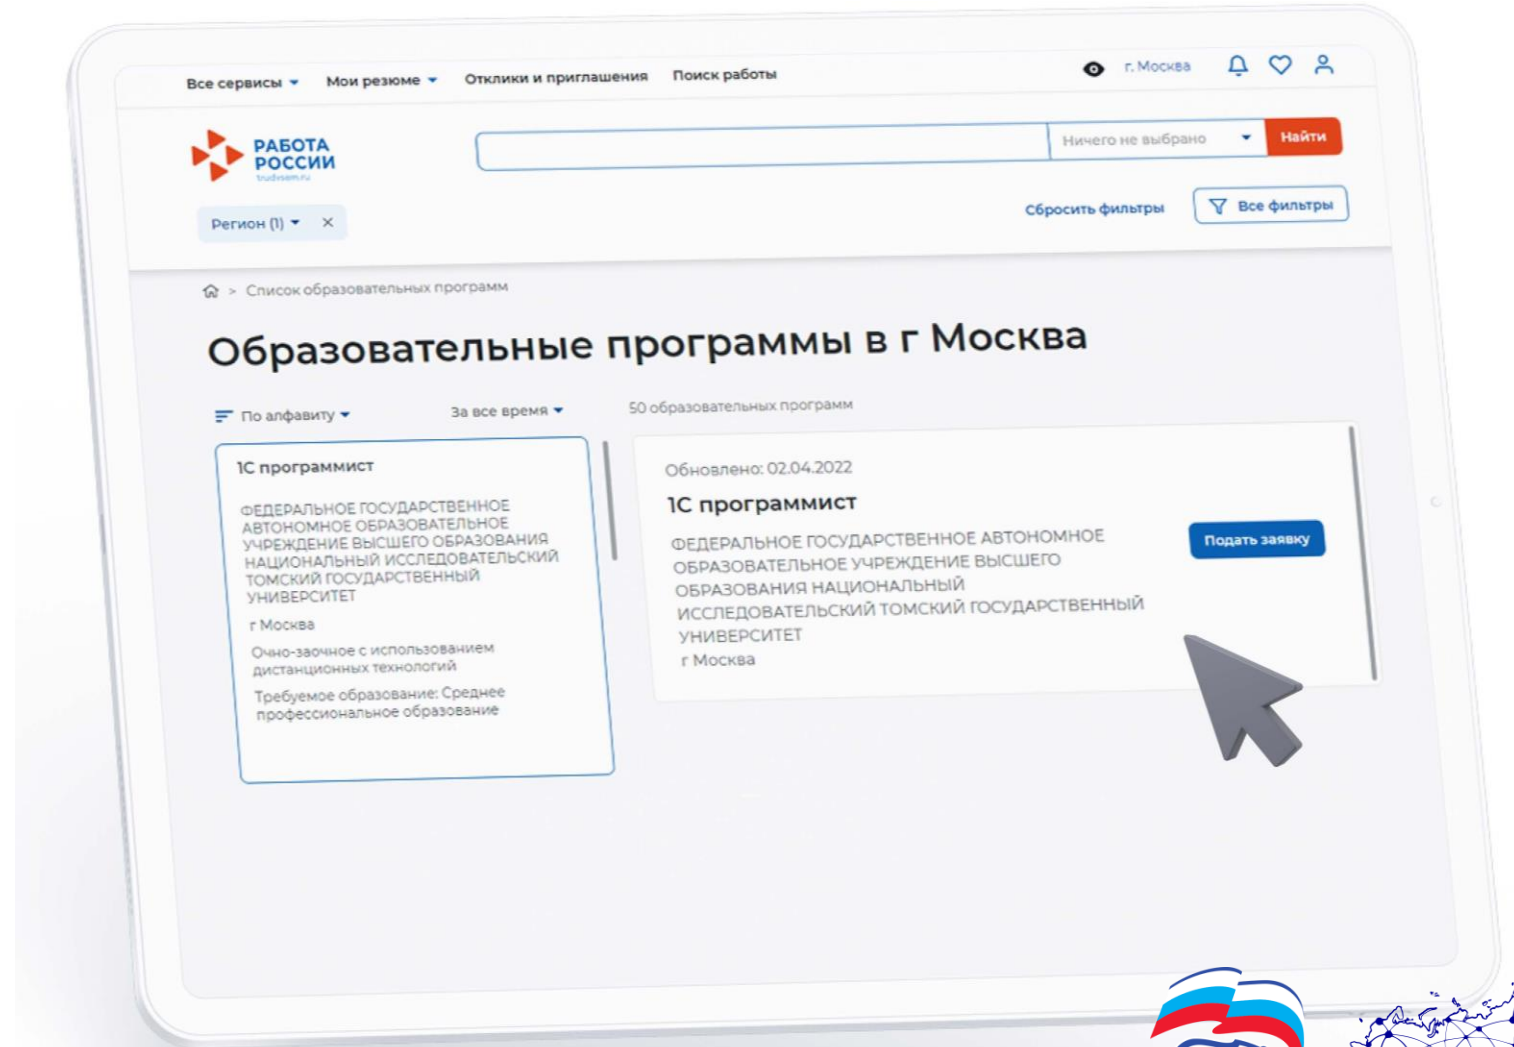 Все сервисы Мои резюме Отклики и приглашения Поиск работы г. Москва
РАБОТА
РОССИИ
trudvsem.ru
Ничего не выбрано Найти
Регион (1) × Сбросить фильтры Все фильтры
> Список образовательных программ
Образовательные программы в г Москва
По алфавиту За все время 50 образовательных программ
1С программист
ФЕДЕРАЛЬНОЕ ГОСУДАРСТВЕННОЕ
АВТОНОМНОЕ ОБРАЗОВАТЕЛЬНОЕ
УЧРЕЖДЕНИЕ ВЫСШЕГО ОБРАЗОВАНИЯ
НАЦИОНАЛЬНЫЙ ИССЛЕДОВАТЕЛЬСКИЙ
ТОМСКИЙ ГОСУДАРСТВЕННЫЙ
УНИВЕРСИТЕТ
г Москва
Очно-заочное с использованием
дистанционных технологий
Требуемое образование: Среднее
профессиональное образование
Обновлено: 02.04.2022
1С программист
ФЕДЕРАЛЬНОЕ ГОСУДАРСТВЕННОЕ АВТОНОМНОЕ
ОБРАЗОВАТЕЛЬНОЕ УЧРЕЖДЕНИЕ ВЫСШЕГО
ОБРАЗОВАНИЯ НАЦИОНАЛЬНЫЙ
ИССЛЕДОВАТЕЛЬСКИЙ ТОМСКИЙ ГОСУДАРСТВЕННЫЙ
УНИВЕРСИТЕТ
г Москва
Подать заявку